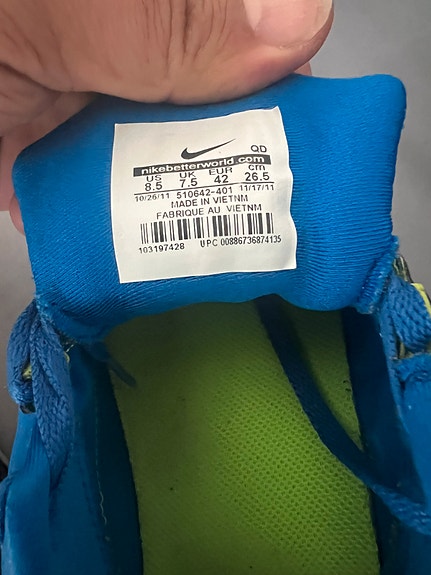 QD
nikebetterworld.com
US UK EUR cm
8.5 7.5 42 26.5
10/26/11 510642-401 11/17/11
MADE IN VIETNM
FABRIQUE AU VIETNM
103197428 UPC 00886736874135